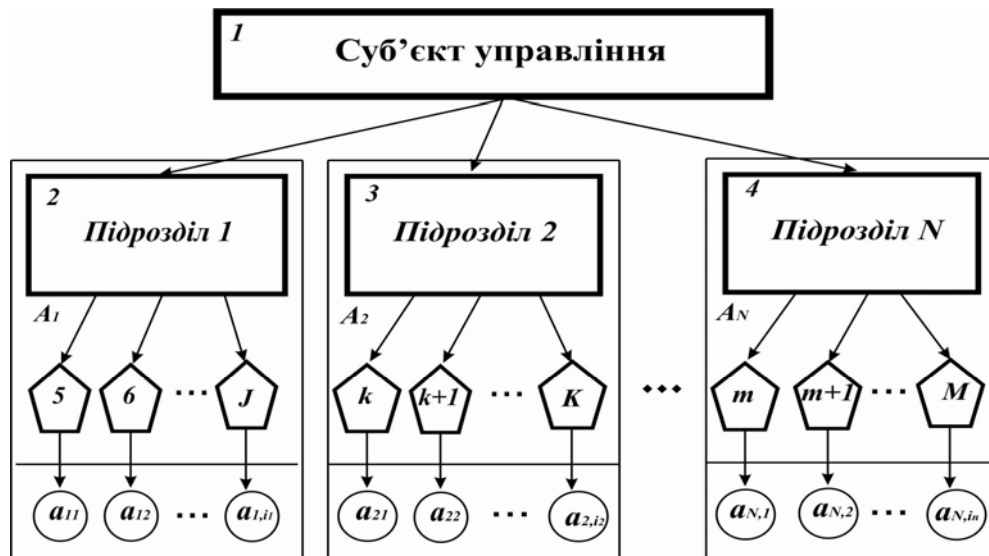 1
Суб’єкт управління
2
Підрозділ 1
3
Підрозділ 2
4
Підрозділ N
A1
A2
AN
5 6 ... J
k k+1 ... K
...
m m+1 ... M
a11 a12 ... a1,i1
a21 a22 ... a2,i2
aN,1 aN,2 ... aN,in